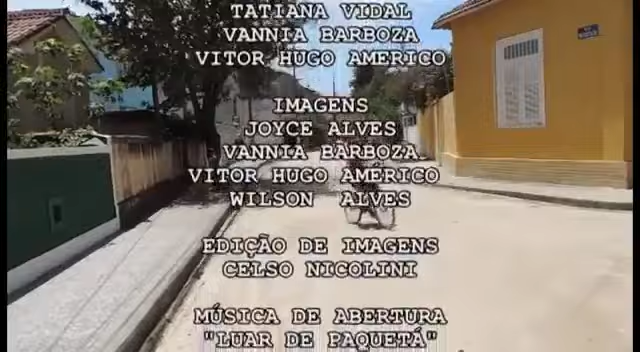 TATIANA VIDAL
VANNIA BARBOZA
VITOR HUGO AMERICO
IMAGENS
JOYCE ALVES
VANNIA BARBOZA
VITOR HUGO AMERICO
WILSON ALVES
EDIÇÃO DE IMAGENS
CELSO NICOLINI
MÚSICA DE ABERTURA
"LUAR DE PAQUETÁ"